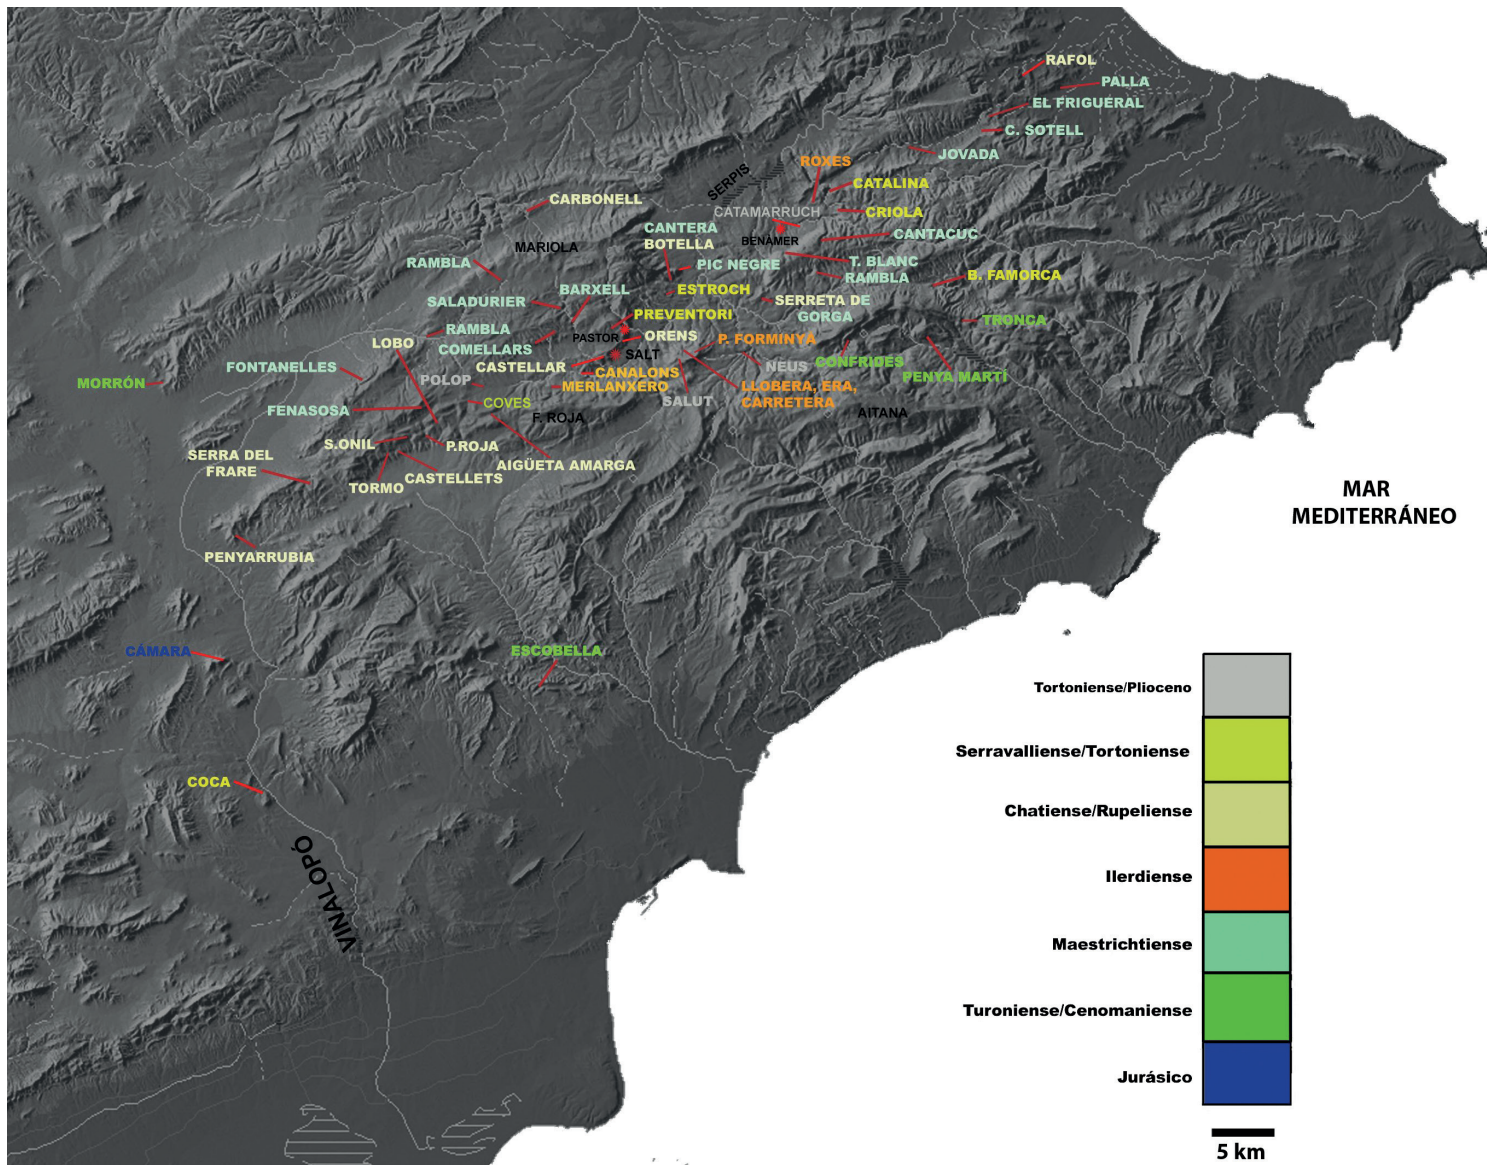 RÁFOL
PALLA
EL FRIGUERAL
C. SOTELL
JOVADA
ROXES
SERPIS
CATALINA
CARBONELL
CATAMARRUCH
CRIOLA
CANTERA
BOTELLA
BENÀMER
CANTACUC
MARIOLA
RAMBLA
PIC NEGRE
T. BLANC
RAMBLA
B. FAMORCA
BARXELL
ESTROCH
SALADURIER
SERRETA DE
GORGA
PREVENTORI
TRONCA
RAMBLA
PASTOR
ORENS
P. FORMINYÀ
LOBO
COMELLARS
SALT
CONFRIDES
FONTANELLES
CASTELLAR
CANALONS
NEUS
PENYA MARTÍ
MORRÓN
POLOP
MERLANXERO
LLOBERA, ERA,
CARRETERA
COVES
SALUT
FENASOSA
F. ROJA
AITANA
S.ONIL
P.ROJA
SERRA DEL
FRARE
AIGÜETA AMARGA
CASTELLETS
TORMO
MAR
MEDITERRÁNEO
PENYARRUBIA
CÁMARA
ESCOBELLA
COCA
VINALOPÓ
Tortoniense/Plioceno
Serravalliense/Tortoniense
Chatiense/Rupeliense
Ilerdiense
Maestrichtiense
Turoniense/Cenomaniense
Jurásico
5 km